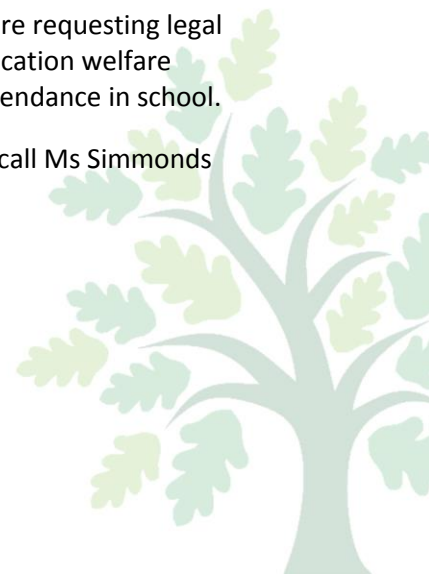 re requesting legal
cation welfare
endance in school.
call Ms Simmonds